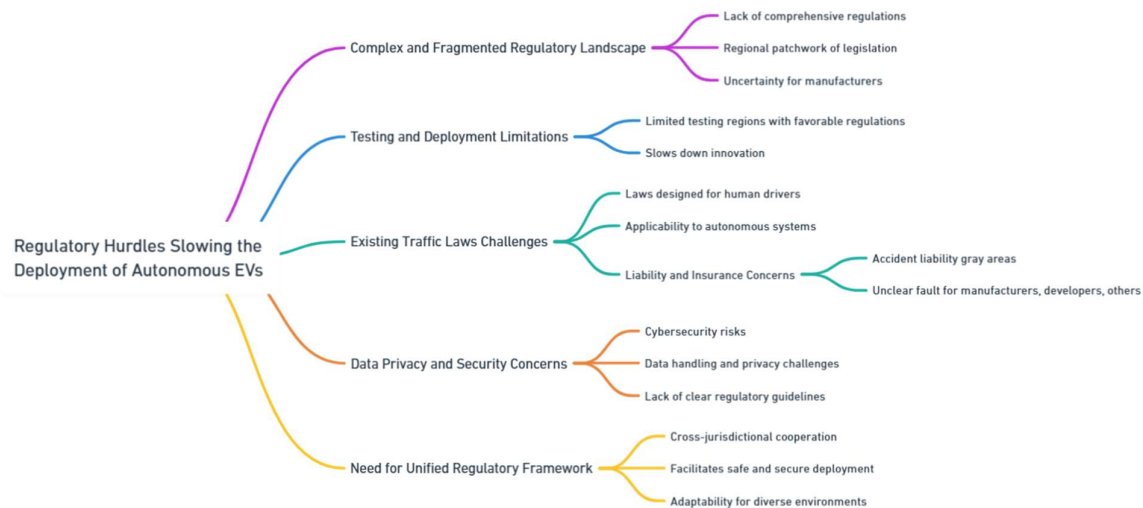 Regulatory Hurdles Slowing the
Deployment of Autonomous EVs
Complex and Fragmented Regulatory Landscape
Lack of comprehensive regulations
Regional patchwork of legislation
Uncertainty for manufacturers
Testing and Deployment Limitations
Limited testing regions with favorable regulations
Slows down innovation
Existing Traffic Laws Challenges
Laws designed for human drivers
Applicability to autonomous systems
Liability and Insurance Concerns
Accident liability gray areas
Unclear fault for manufacturers, developers, others
Data Privacy and Security Concerns
Cybersecurity risks
Data handling and privacy challenges
Lack of clear regulatory guidelines
Need for Unified Regulatory Framework
Cross-jurisdictional cooperation
Facilitates safe and secure deployment
Adaptability for diverse environments